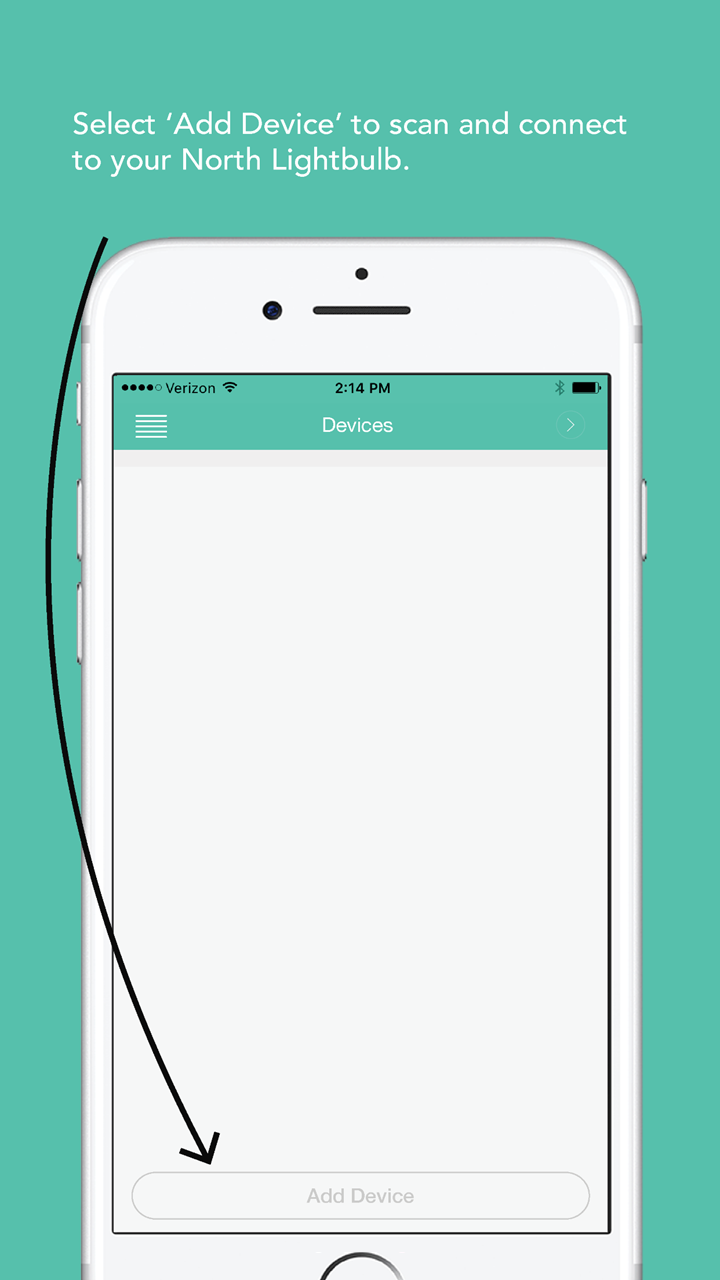 Select ‘Add Device’ to scan and connect
to your North Lightbulb.
Verizon 2:14 PM
Devices
Add Device